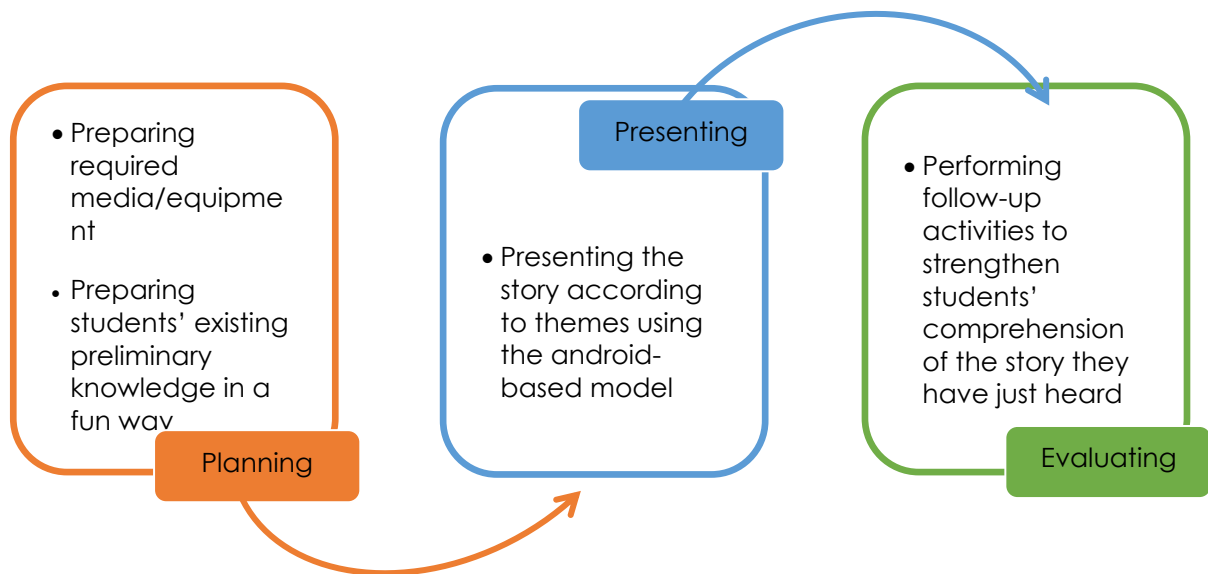 • Preparing
required
media/equipme
nt
• Preparing
students’ existing
preliminary
knowledge in a
fun way
Planning
Presenting
• Presenting the
story according
to themes using
the android-
based model
• Performing
follow-up
activities to
strengthen
students’
comprehension
of the story they
have just heard
Evaluating